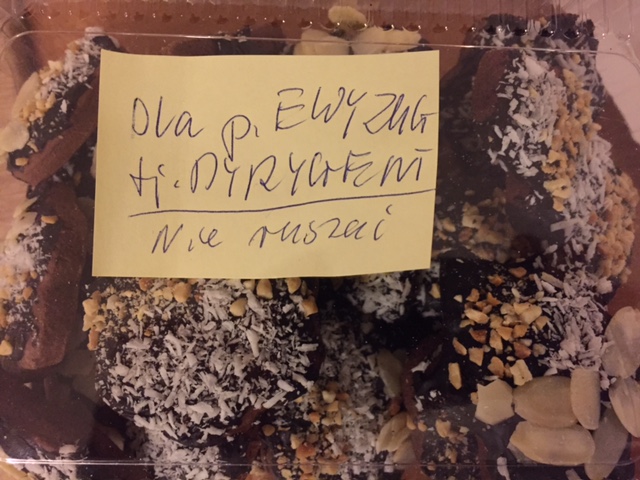 Dla p. EWY ZUG
tj. DYRYGENT
Nie ruszać